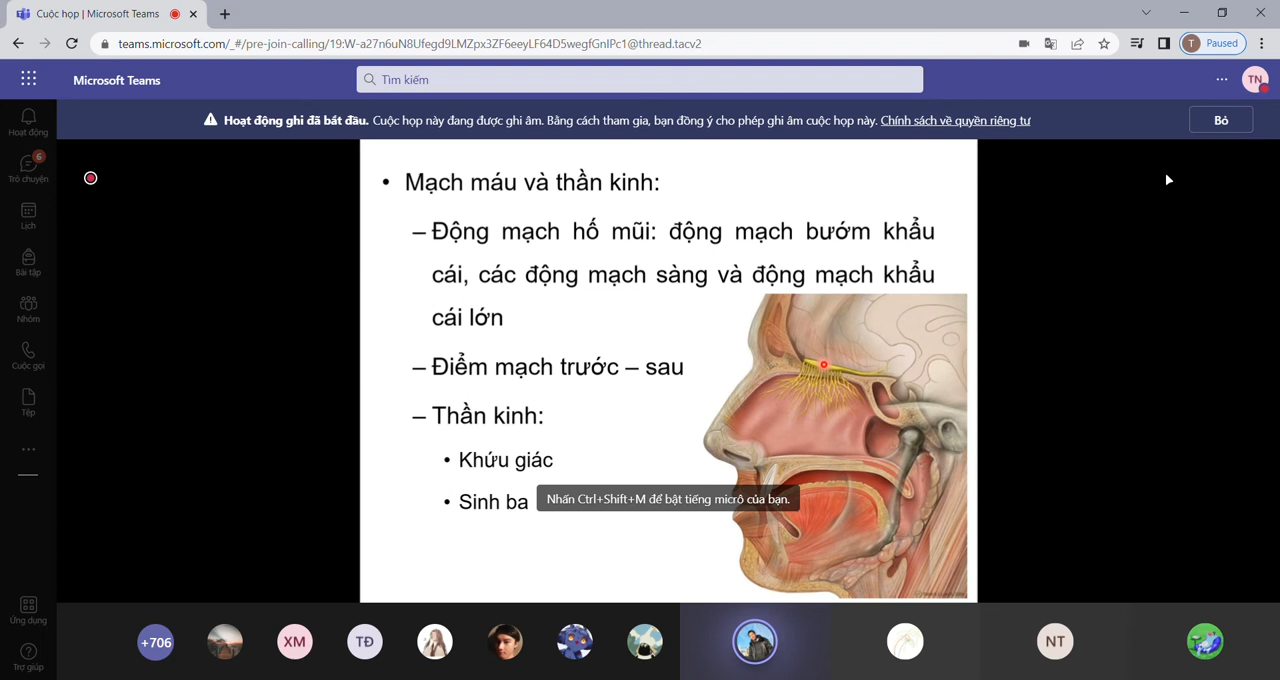 Cuộc họp | Microsoft Teams
teams.microsoft.com/_#/pre-join-calling/19:W-a27n6uN8Ufegd9LMZpx3ZF6eeyLF64D5wegfGnIPc1@thread.tacv2
T Paused
Microsoft Teams
Tìm kiếm
TN
Hoạt động ghi đã bắt đầu. Cuộc họp này đang được ghi âm. Bằng cách tham gia, bạn đồng ý cho phép ghi âm cuộc họp này. Chính sách về quyền riêng tư
Bỏ
Hoạt động
6
Trò chuyện
Lịch
Bài tập
Nhóm
Cuộc gọi
Tệp
Ứng dụng
Trợ giúp
• Mạch máu và thần kinh:
– Động mạch hố mũi: động mạch bướm khẩu
cái, các động mạch sàng và động mạch khẩu
cái lớn
– Điểm mạch trước – sau
– Thần kinh:
• Khứu giác
• Sinh ba
Nhấn Ctrl+Shift+M để bật tiếng micrô của bạn.
+706
XM
TĐ
NT